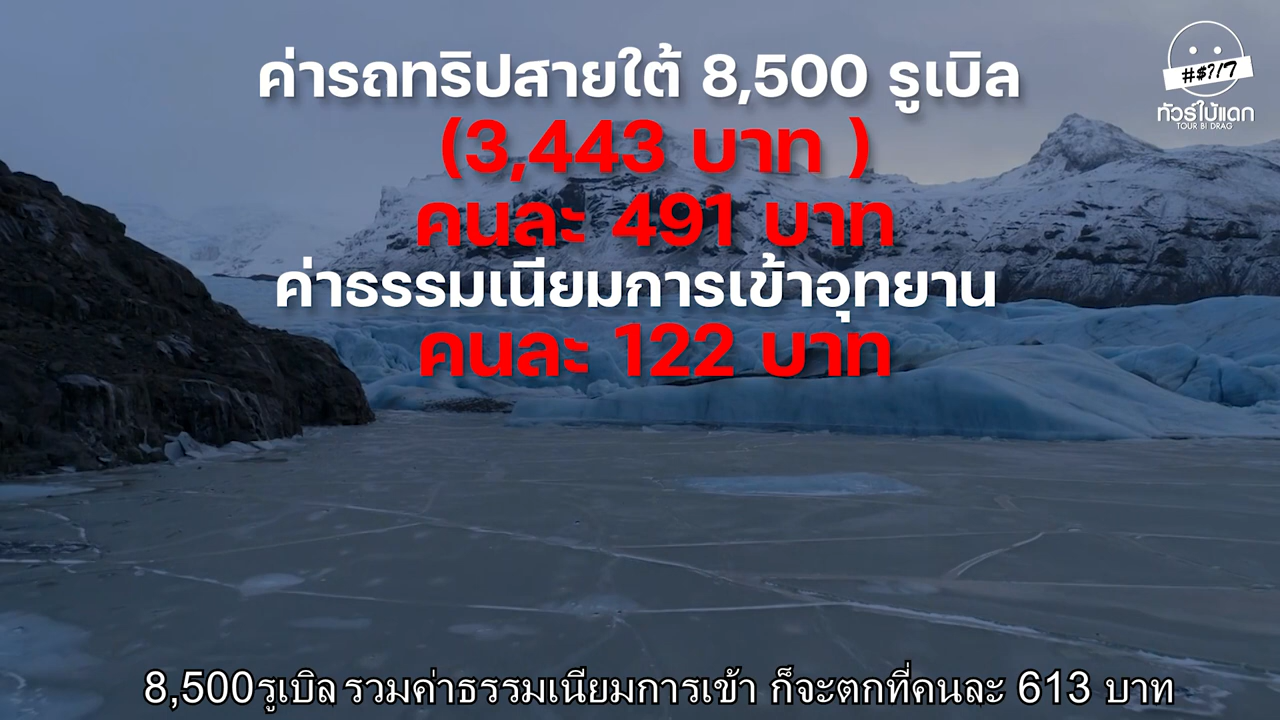 ค่ารถทริปสายใต้ 8,500 รูเบิล
(3,443 บาท )
คนละ 491 บาท
ค่าธรรมเนียมการเข้าอุทยาน
คนละ 122 บาท
#$?!7
ทัวร์ใบ้แดก
TOUR Bi DRAG
8,500รูเบิล รวมค่าธรรมเนียมการเข้า ก็จะตกที่คนละ 613 บาท